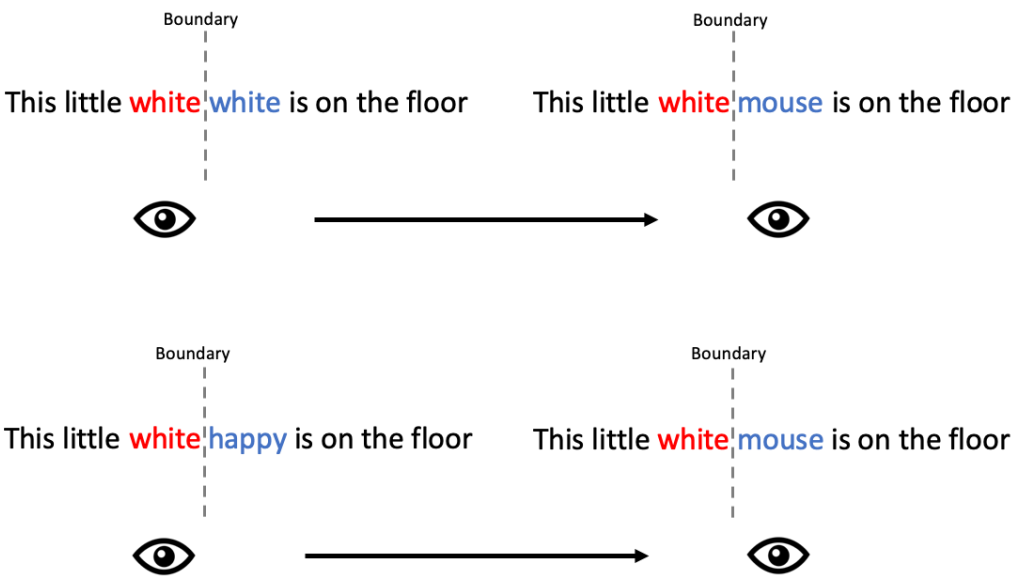 Boundary
This little white white is on the floor
Boundary
This little white mouse is on the floor
Boundary
This little white happy is on the floor
Boundary
This little white mouse is on the floor